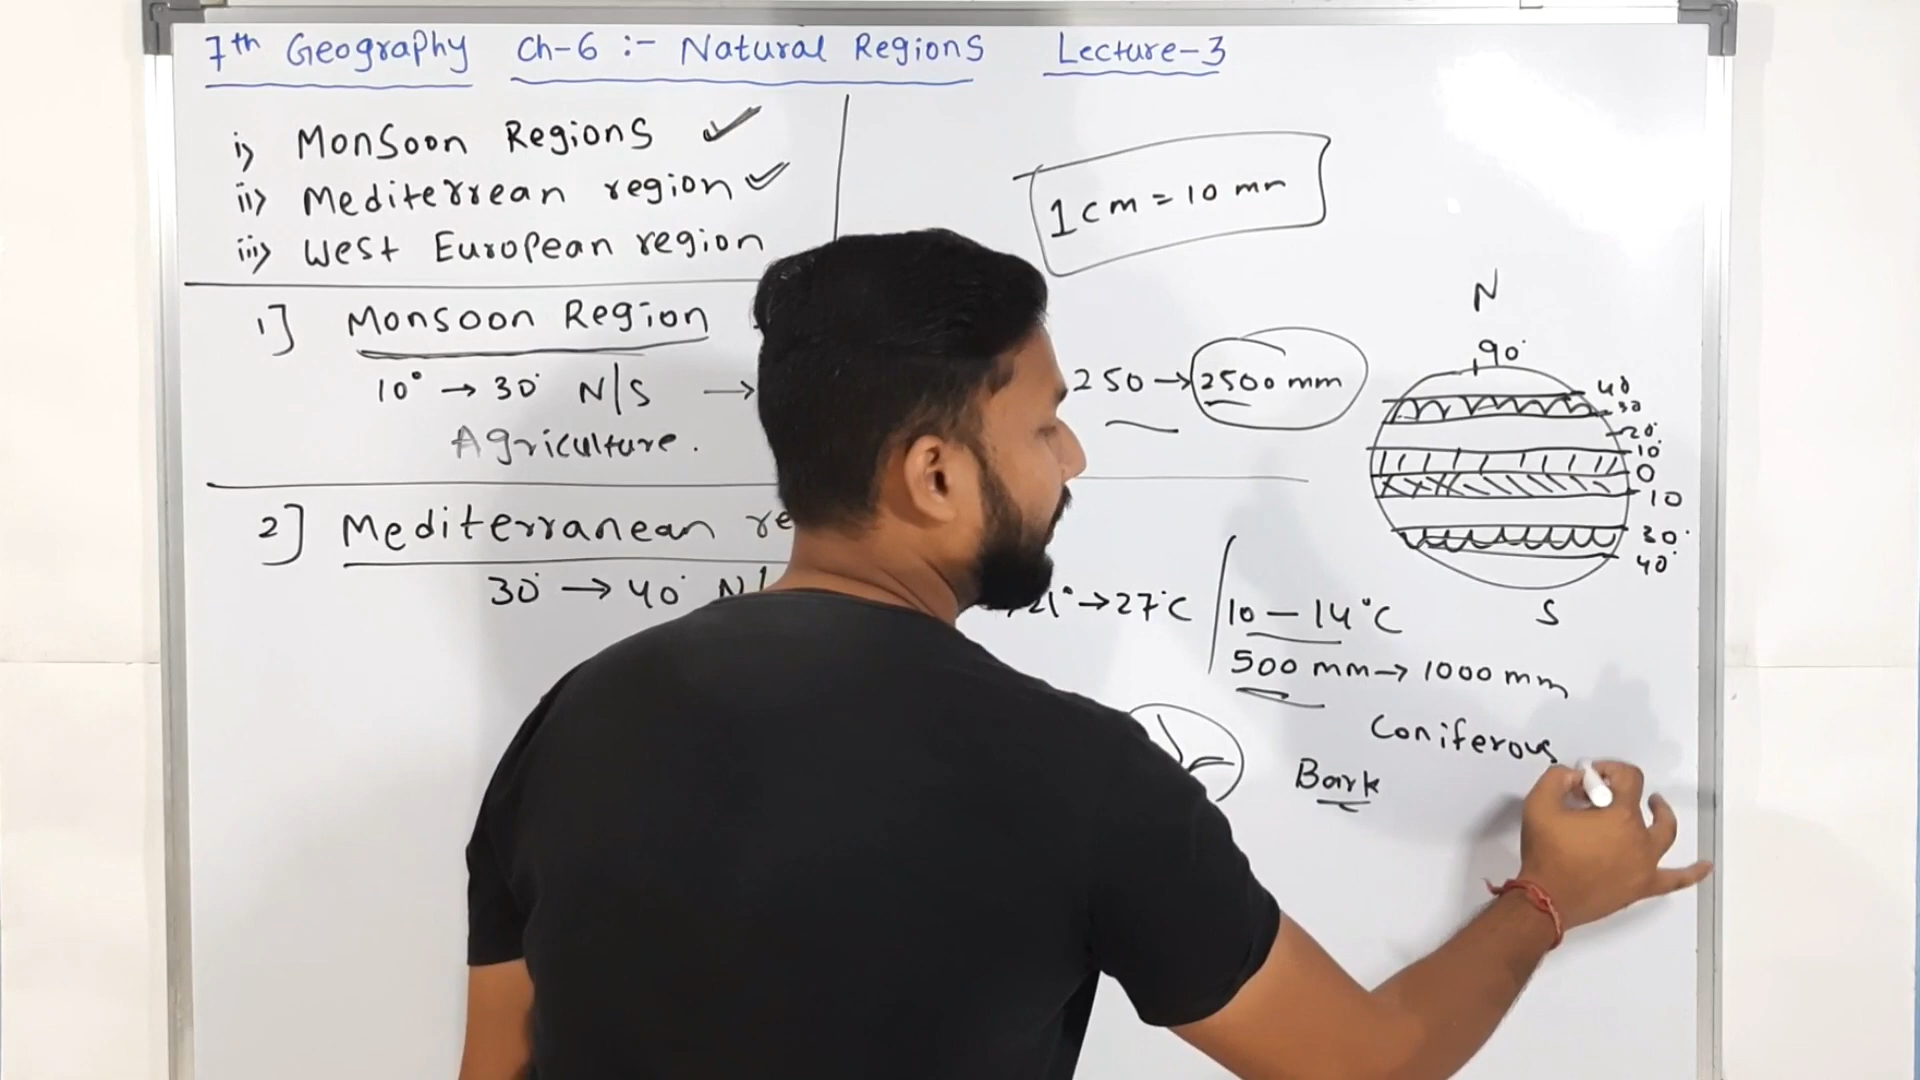 7th Geography Ch-6 :- Natural Regions Lecture-3
i) Monsoon Regions ✓
ii) Mediterrean region ✓
iii) West European region
1 cm = 10 mm
1] Monsoon Region
10° → 30° N/S →
250 → 2500 mm
Agriculture.
2] Mediterranean re
30° → 40° N/
21° → 27°C
10 — 14°C
500 mm → 1000 mm
Coniferous
Bark
N
90°
40
30
20°
10°
0
10
30°
40°
S